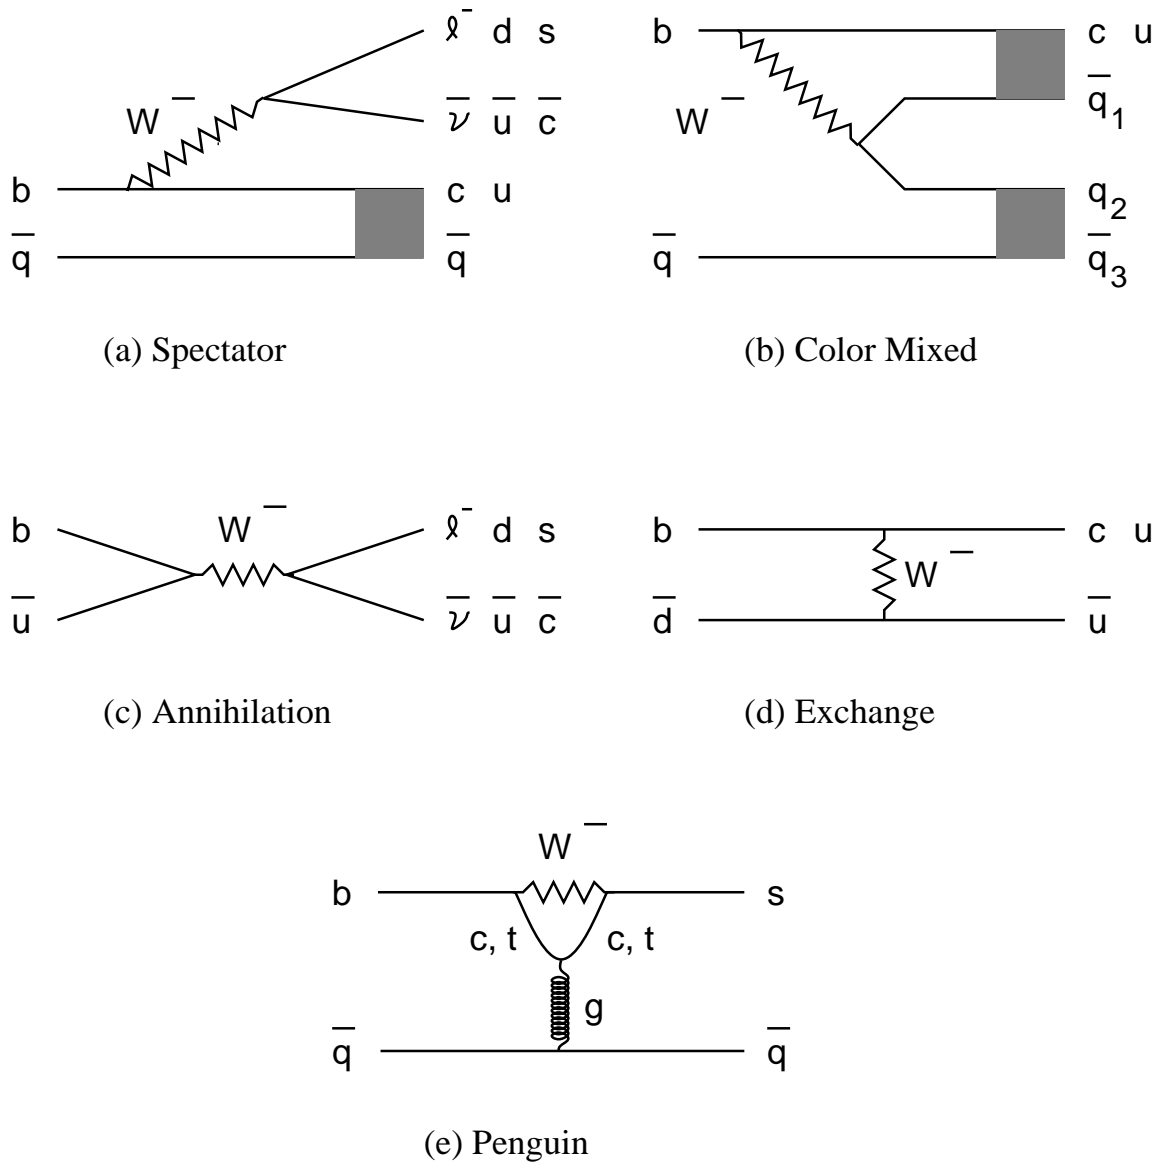 ℓ⁻ d s
W⁻
ν̅ u̅ c̅
b c u
q̅ q̅
(a) Spectator
b c u
W⁻ q̅₁
q₂
q̅ q̅₃
(b) Color Mixed
b W⁻ ℓ⁻ d s
u̅ ν̅ u̅ c̅
(c) Annihilation
b c u
W⁻
d̅ u̅
(d) Exchange
W⁻
b s
c, t c, t
g
q̅ q̅
(e) Penguin